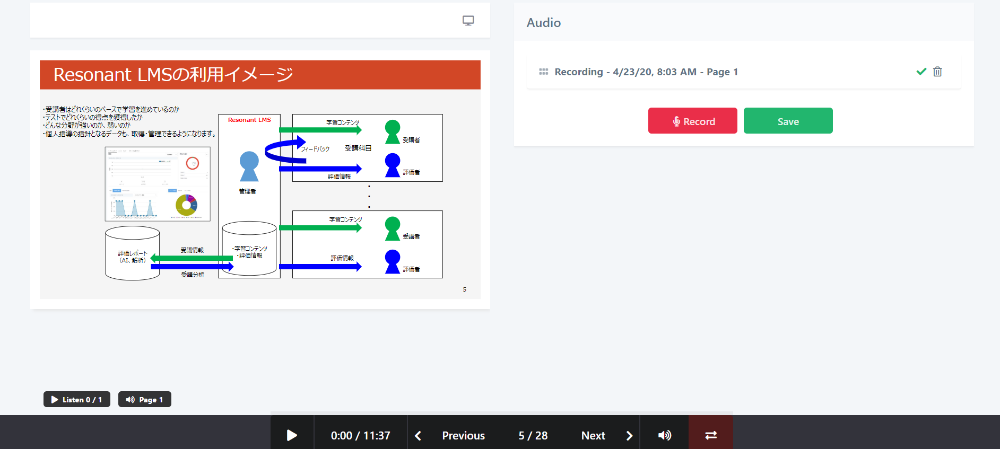 Audio
Recording - 4/23/20, 8:03 AM - Page 1
Record
Save
Resonant LMSの利用イメージ
・受講者はどれくらいのペースで学習を進めているのか
・テストでどれくらいの得点を獲得したか
・どんな分野が強いのか、弱いのか
・個人指導の指針となるデータも、取得・管理できるようになります。
Resonant LMS
管理者
学習コンテンツ
受講者
フィードバック
受講科目
評価者
評価情報
・
・
・
学習コンテンツ
受講者
評価情報
評価者
評価レポート
（AI、解析）
受講情報
受講分析
・学習コンテンツ
・評価情報
5
Listen 0 / 1
Page 1
0:00 / 11:37
Previous
5 / 28
Next